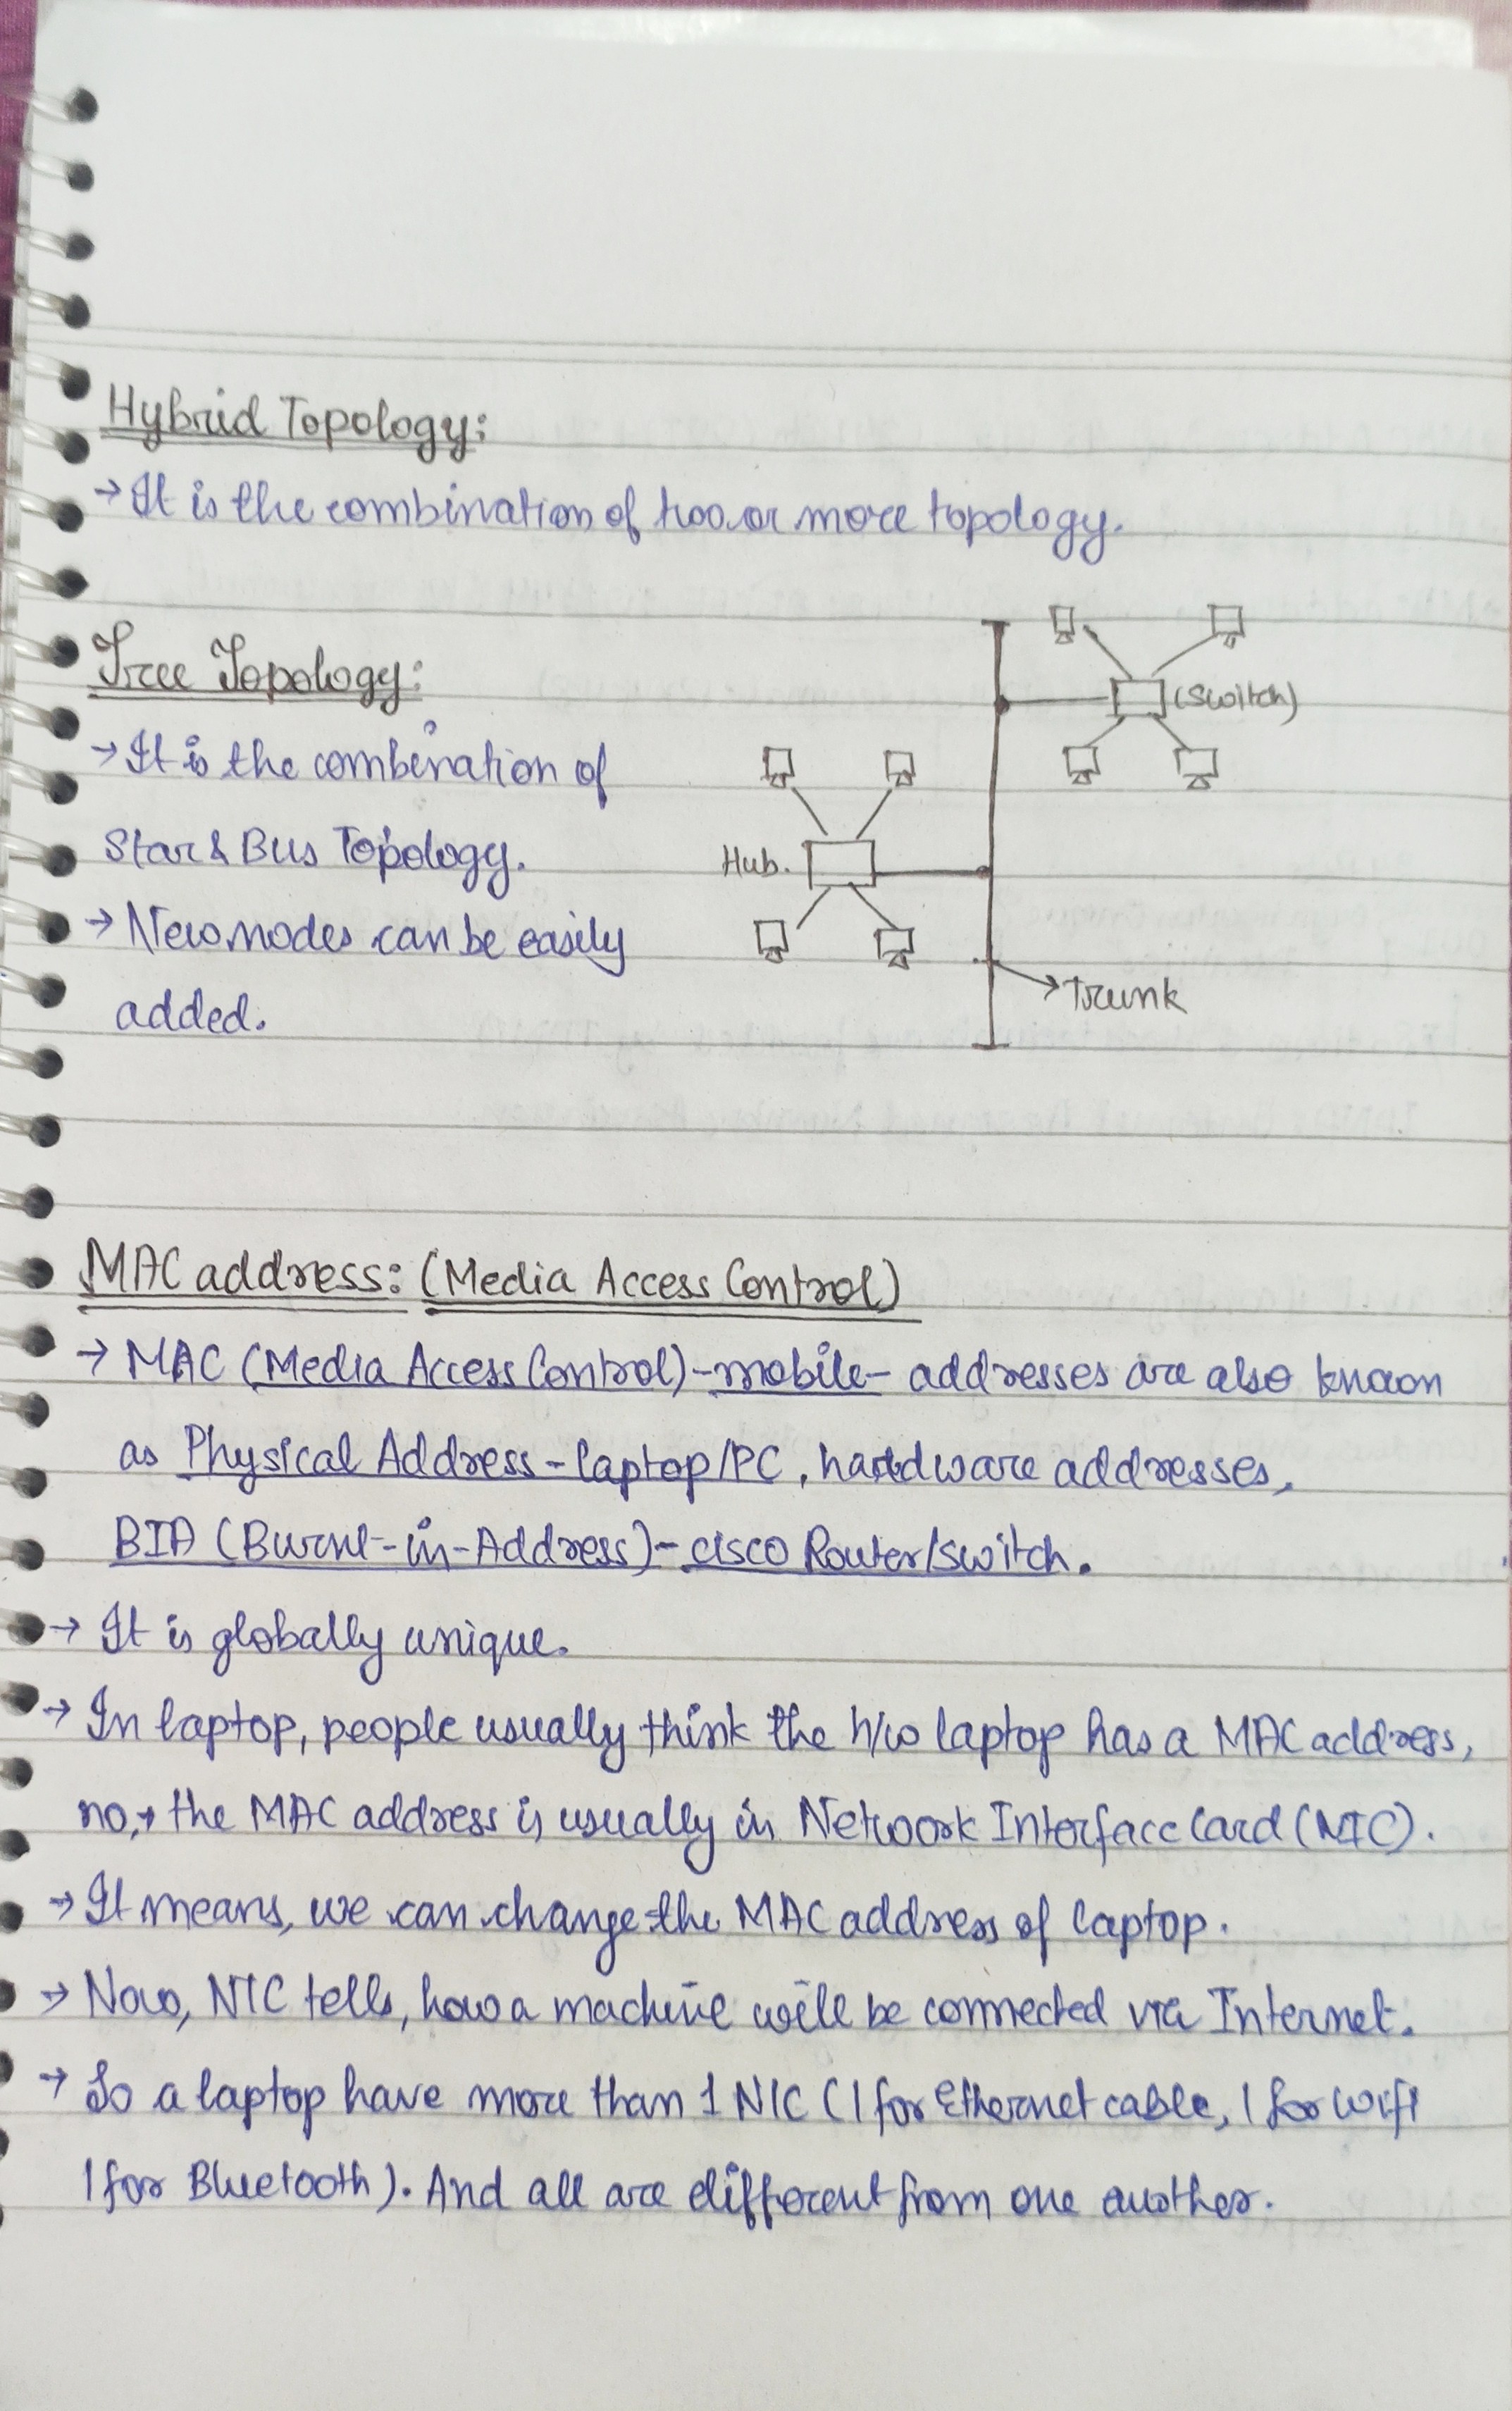 Hybrid Topology:
→ It is the combination of two or more topology.
Tree Topology:
→ It is the combination of
Star & Bus Topology.
→ New nodes can be easily
added.
(Switch)
Hub.
→ Trunk
MAC address: (Media Access Control)
→ MAC (Media Access Control)-mobile- addresses are also known
as Physical Address - laptop/PC, hardware addresses,
BIA (Burnt-in-Address)- cisco Router/switch.
→ It is globally unique.
→ In laptop, people usually think the h/w laptop has a MAC address,
no, → the MAC address is usually in Network Interface Card (NIC).
→ It means, we can change the MAC address of laptop.
→ Now, NIC tells, how a machine will be connected via Internet.
→ So a laptop have more than 1 NIC (1 for Ethernet cable, 1 for wifi
1 for Bluetooth). And all are different from one another.